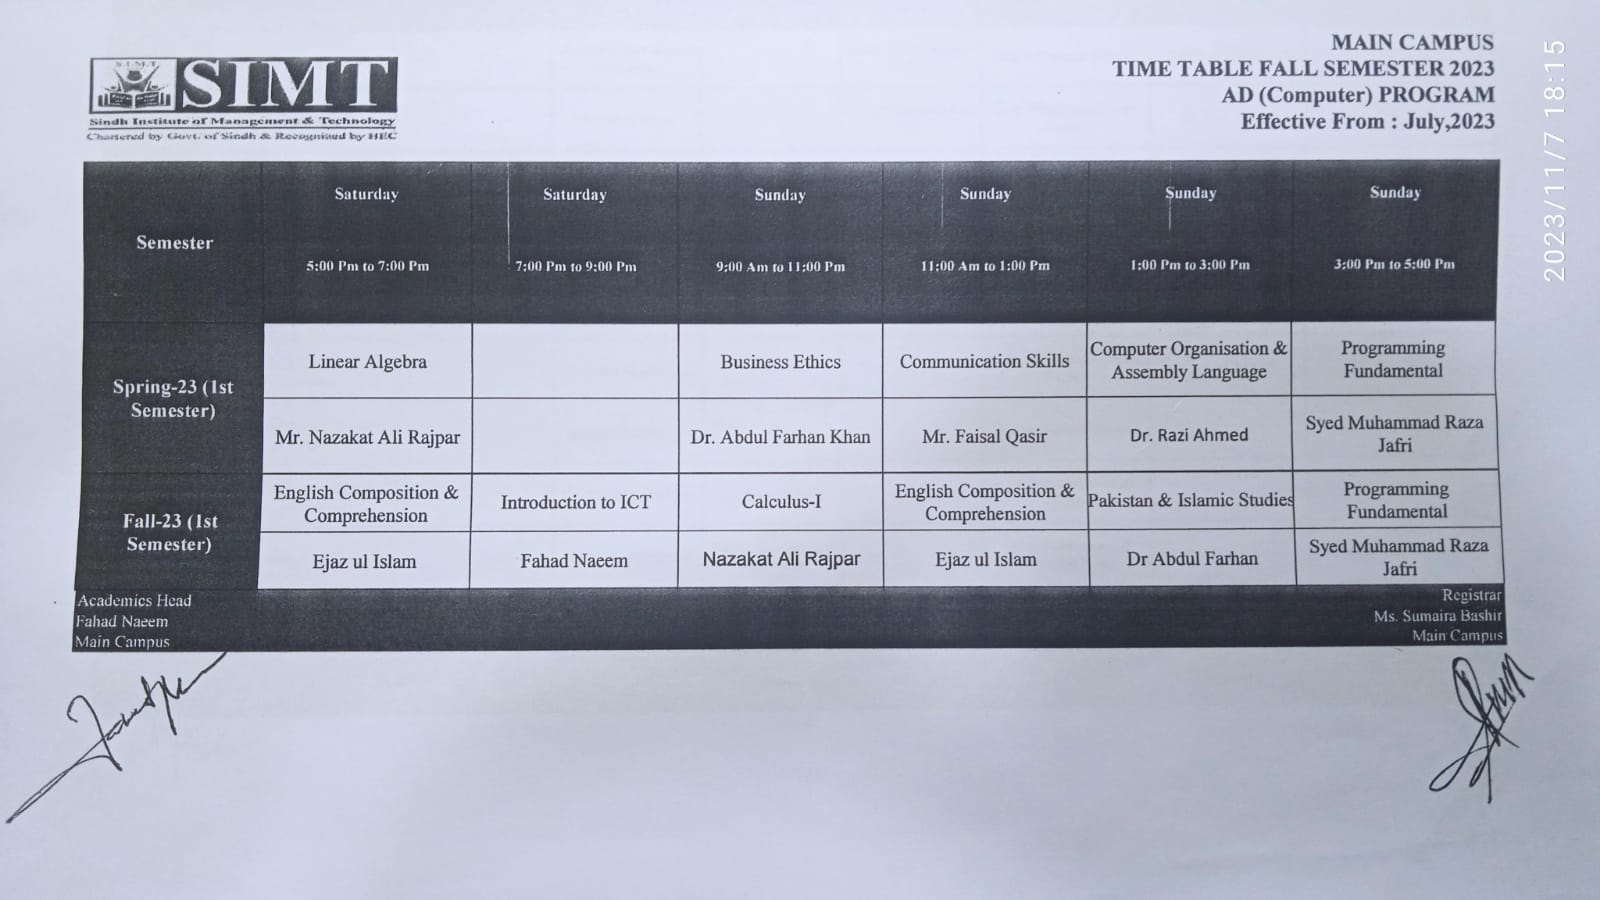 S.I.M.T
SIMT
Sindh Institute of Management & Technology
Chartered by Govt. of Sindh & Recognized by HEC
MAIN CAMPUS
TIME TABLE FALL SEMESTER 2023
AD (Computer) PROGRAM
Effective From : July,2023
2023/11/7 18:15
Semester
Saturday
5:00 Pm to 7:00 Pm
Saturday
7:00 Pm to 9:00 Pm
Sunday
9:00 Am to 11:00 Pm
Sunday
11:00 Am to 1:00 Pm
Sunday
1:00 Pm to 3:00 Pm
Sunday
3:00 Pm to 5:00 Pm
Spring-23 (1st
Semester)
Linear Algebra
Business Ethics
Communication Skills
Computer Organisation &
Assembly Language
Programming
Fundamental
Mr. Nazakat Ali Rajpar
Dr. Abdul Farhan Khan
Mr. Faisal Qasir
Dr. Razi Ahmed
Syed Muhammad Raza
Jafri
Fall-23 (1st
Semester)
English Composition &
Comprehension
Introduction to ICT
Calculus-I
English Composition &
Comprehension
Pakistan & Islamic Studies
Programming
Fundamental
Ejaz ul Islam
Fahad Naeem
Nazakat Ali Rajpar
Ejaz ul Islam
Dr Abdul Farhan
Syed Muhammad Raza
Jafri
Academics Head
Fahad Naeem
Main Campus
Registrar
Ms. Sumaira Bashir
Main Campus